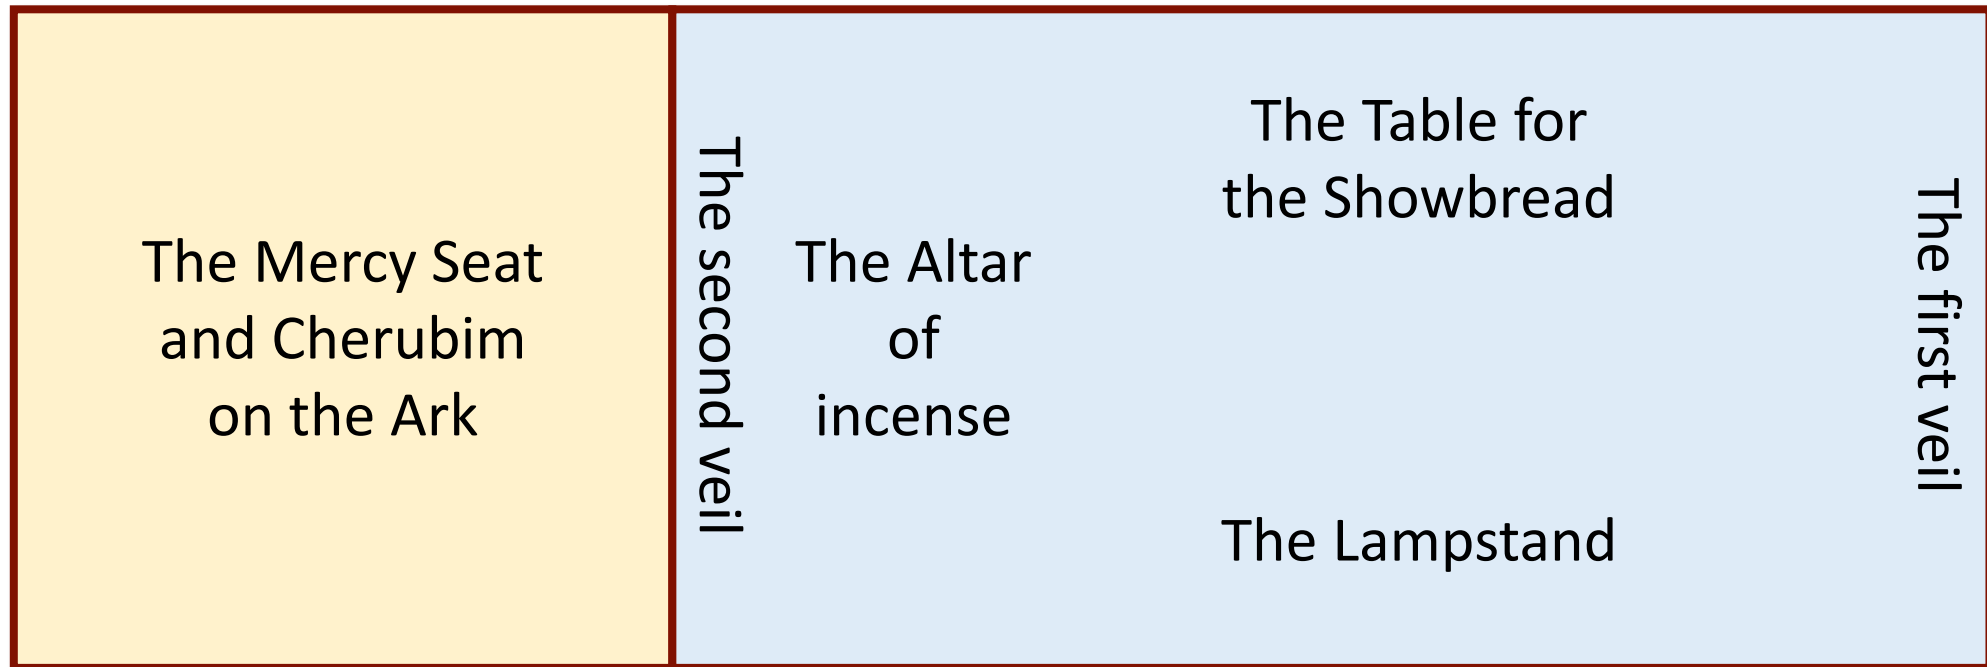 The Mercy Seat
and Cherubim
on the Ark
The second veil
The Altar
of
incense
The Table for
the Showbread
The Lampstand
The first veil